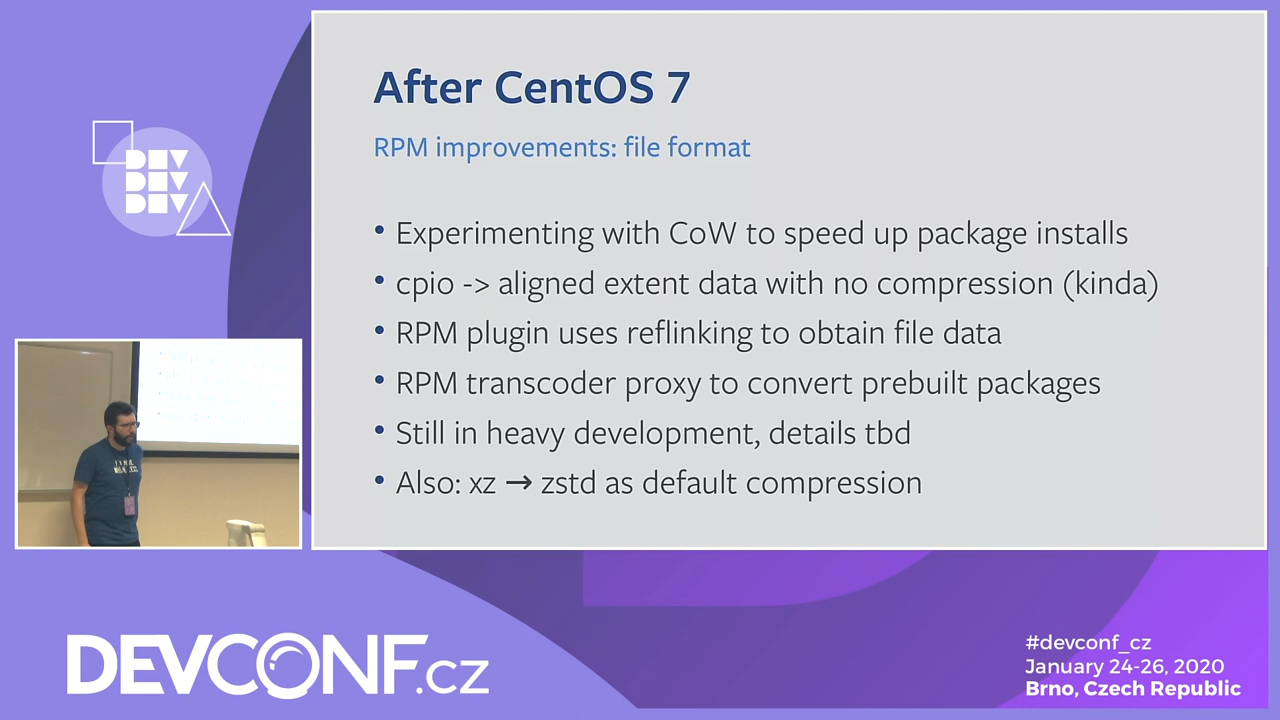 After CentOS 7
RPM improvements: file format
• Experimenting with CoW to speed up package installs
• cpio -> aligned extent data with no compression (kinda)
• RPM plugin uses reflinking to obtain file data
• RPM transcoder proxy to convert prebuilt packages
• Still in heavy development, details tbd
• Also: xz → zstd as default compression
DEV
DEV
DEV
DEVCONF.cz
#devconf_cz
January 24-26, 2020
Brno, Czech Republic